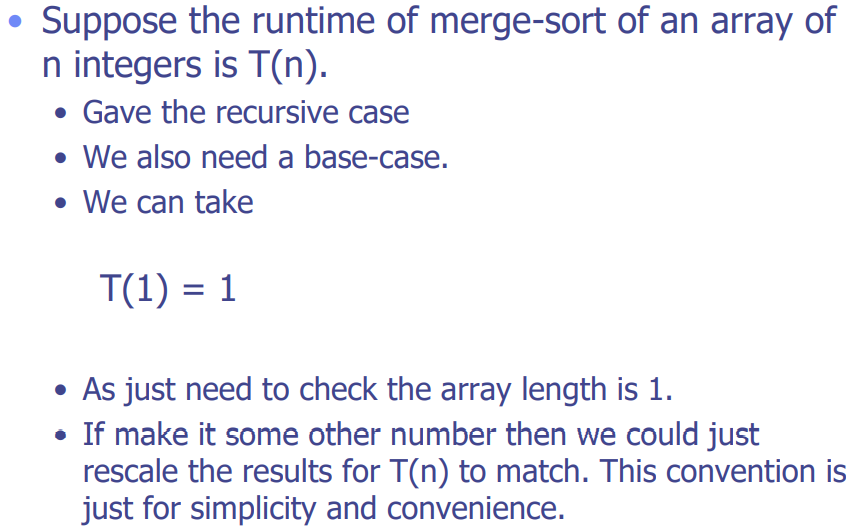 • Suppose the runtime of merge-sort of an array of
n integers is T(n).
• Gave the recursive case
• We also need a base-case.
• We can take
T(1) = 1
• As just need to check the array length is 1.
• If make it some other number then we could just
rescale the results for T(n) to match. This convention is
just for simplicity and convenience.